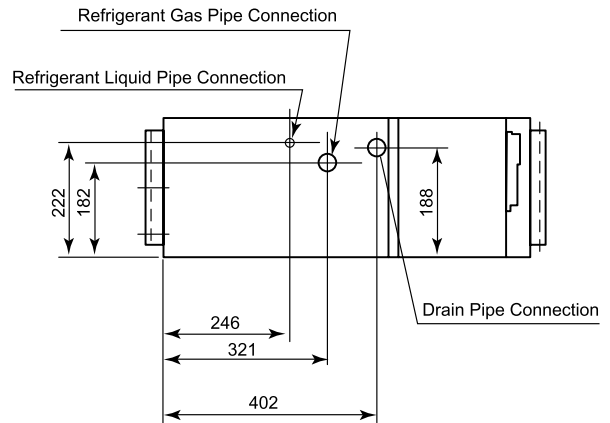 Refrigerant Gas Pipe Connection
Refrigerant Liquid Pipe Connection
222
182
188
Drain Pipe Connection
246
321
402